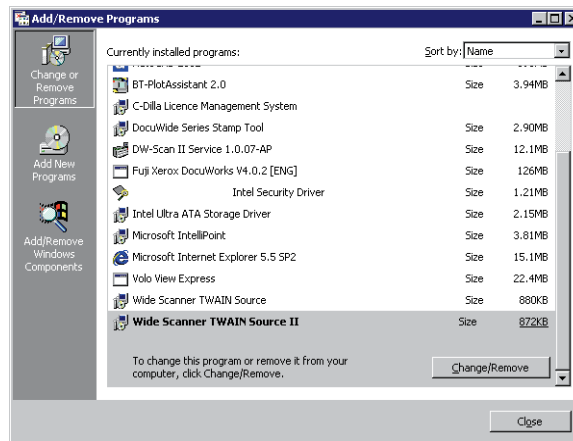 Add/Remove Programs
Change or
Remove
Programs
Add New
Programs
Add/Remove
Windows
Components
Currently installed programs:
Sort by: Name
BT-PlotAssistant 2.0 Size 3.94MB
C-Dilla Licence Management System
DocuWide Series Stamp Tool Size 2.90MB
DW-Scan II Service 1.0.07-AP Size 12.1MB
Fuji Xerox DocuWorks V4.0.2 [ENG] Size 126MB
Intel Security Driver Size 1.21MB
Intel Ultra ATA Storage Driver Size 2.15MB
Microsoft IntelliPoint Size 3.81MB
Microsoft Internet Explorer 5.5 SP2 Size 15.1MB
Volo View Express Size 22.4MB
Wide Scanner TWAIN Source Size 880KB
Wide Scanner TWAIN Source II Size 872KB
To change this program or remove it from your
computer, click Change/Remove.
Change/Remove
Close